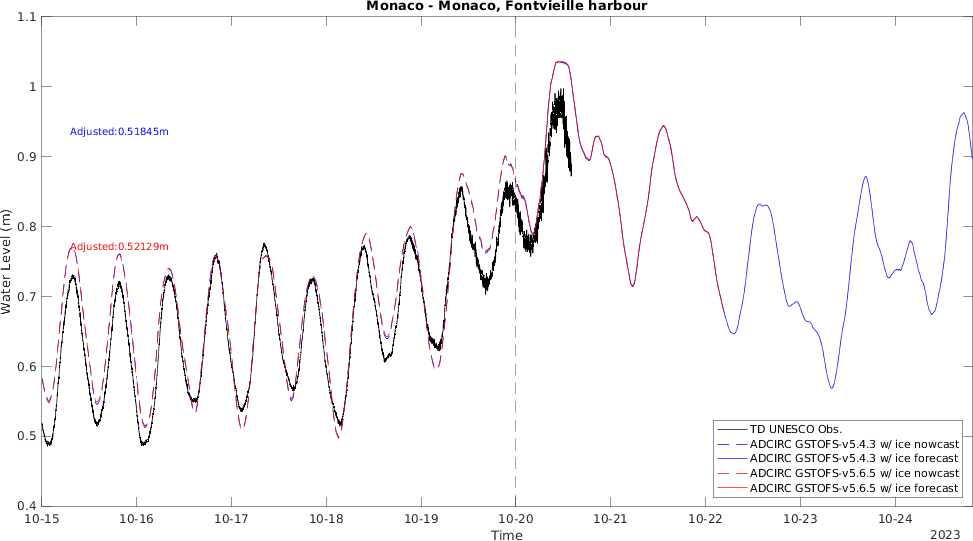 Monaco - Monaco, Fontvieille harbour
1.1
1
0.9
0.8
0.7
0.6
0.5
0.4
Water Level (m)
Adjusted:0.51845m
Adjusted:0.52129m
TD UNESCO Obs.
ADCIRC GSTOFS-v5.4.3 w/ ice nowcast
ADCIRC GSTOFS-v5.4.3 w/ ice forecast
ADCIRC GSTOFS-v5.6.5 w/ ice nowcast
ADCIRC GSTOFS-v5.6.5 w/ ice forecast
10-15 10-16 10-17 10-18 10-19 10-20 10-21 10-22 10-23 10-24
Time
2023